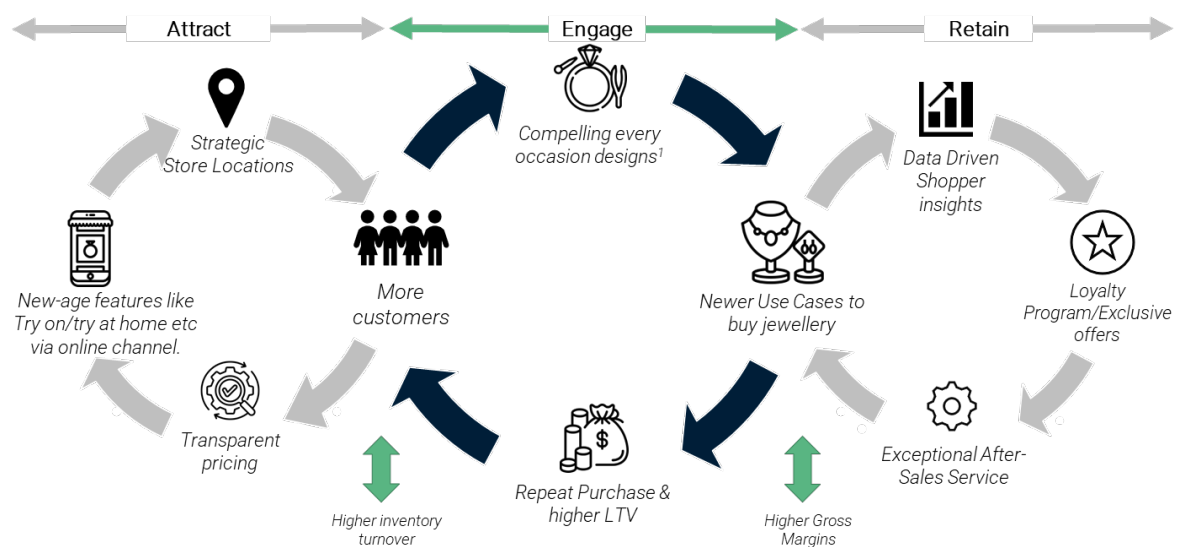 Attract
Engage
Retain
Strategic
Store Locations
Compelling every
occasion designs¹
Data Driven
Shopper
insights
More
customers
New-age features like
Try on/try at home etc
via online channel.
Newer Use Cases to
buy jewellery
Loyalty
Program/Exclusive
offers
Transparent
pricing
$
Repeat Purchase &
higher LTV
Exceptional After-
Sales Service
Higher inventory
turnover
Higher Gross
Margins